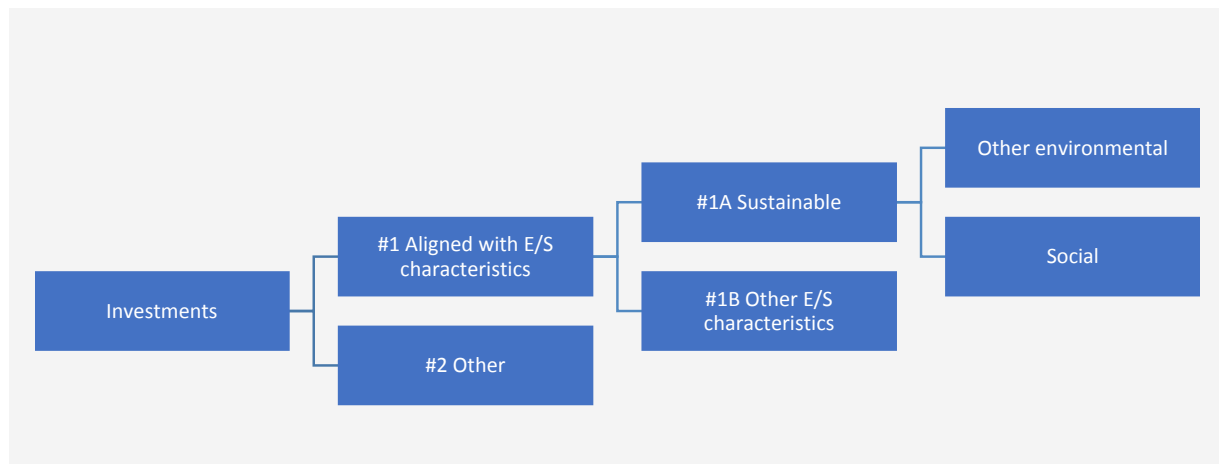 Other environmental
#1A Sustainable
#1 Aligned with E/S
characteristics
Social
Investments
#1B Other E/S
characteristics
#2 Other